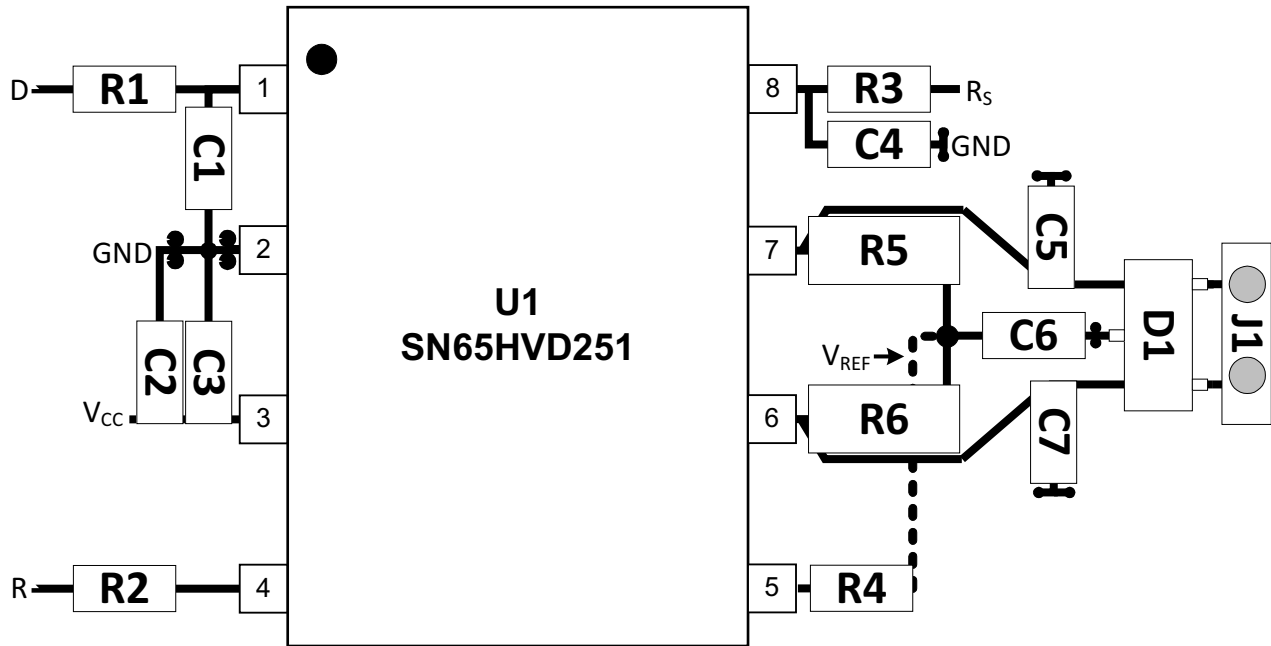 D
R1
1
8
R3
RS
C1
C4
GND
GND
2
7
R5
C5
U1
SN65HVD251
D1
J1
C6
VREF
C2
C3
VCC
3
6
R6
C7
R
R2
4
5
R4